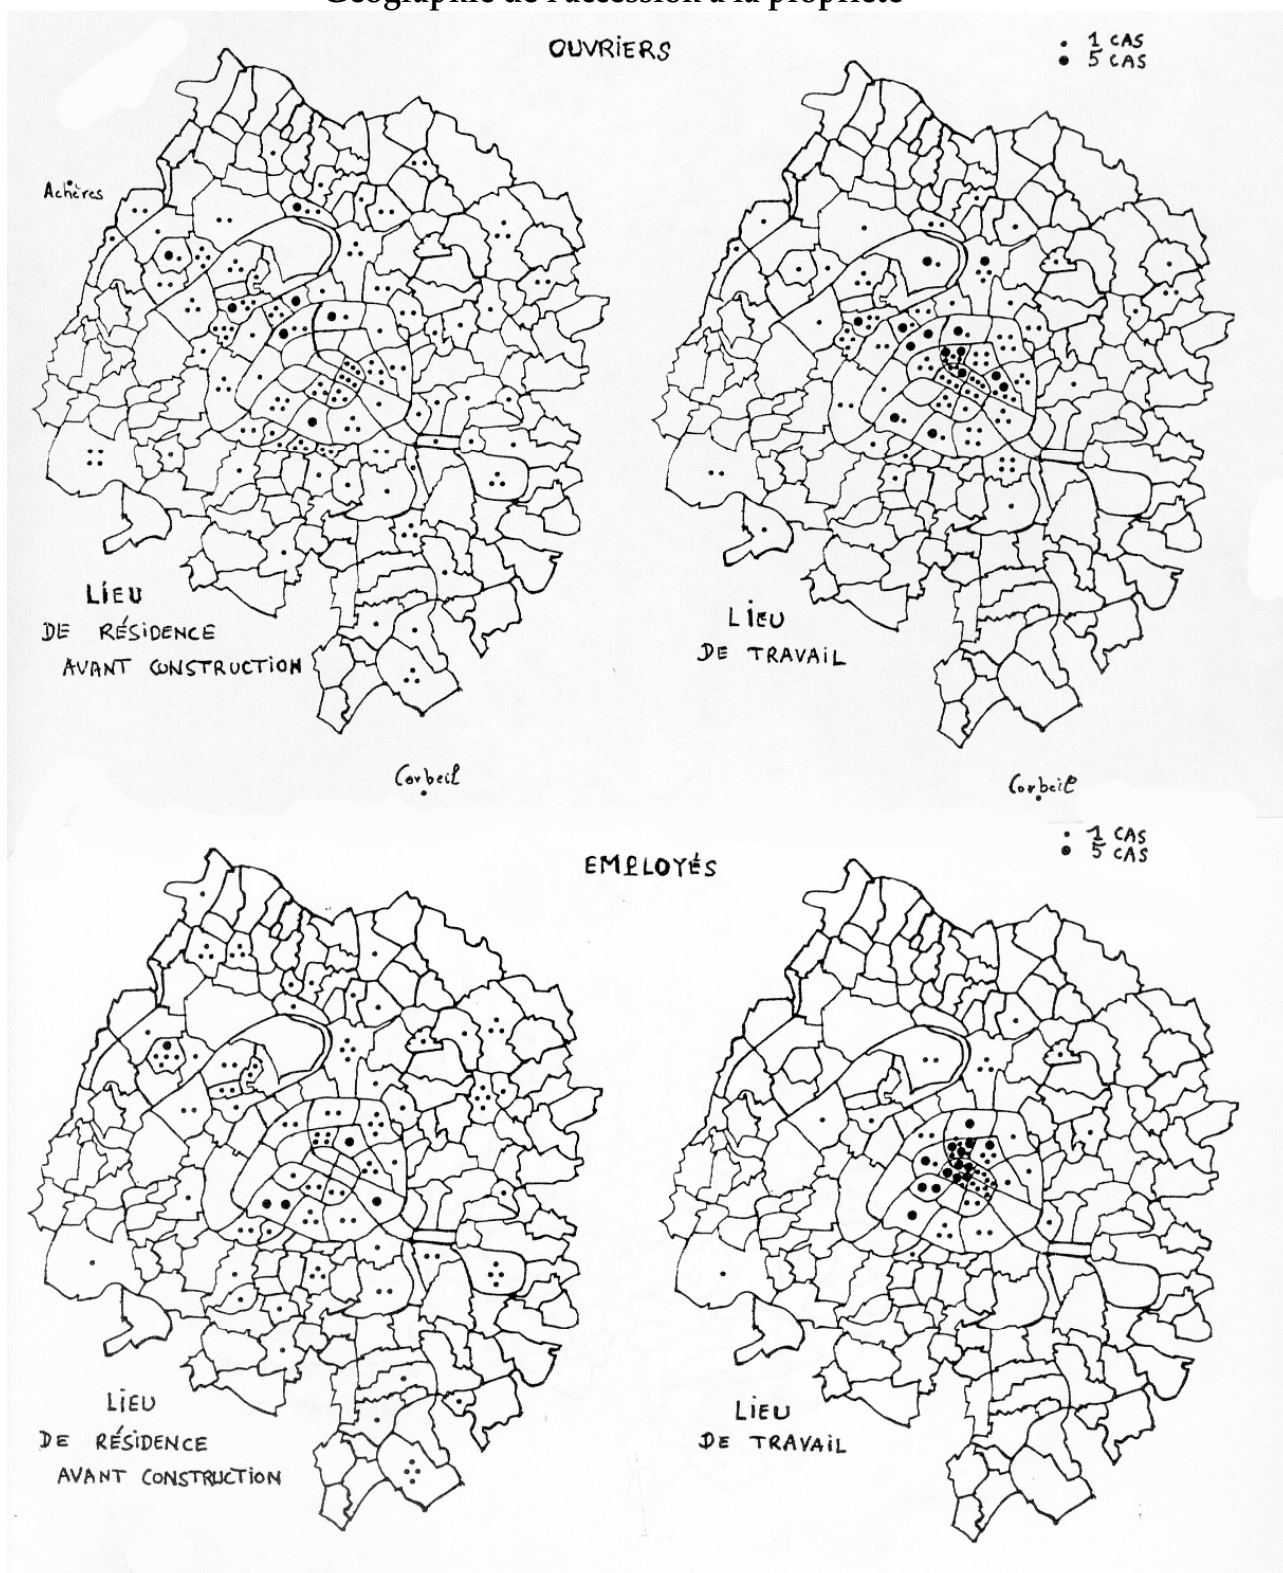 Géographie de l'accession à la propriété
OUVRIERS
• 1 CAS
● 5 CAS
Achères
LIEU
DE RÉSIDENCE
AVANT CONSTRUCTION
LIEU
DE TRAVAIL
Corbeil
Corbeil
EMPLOYÉS
• 1 CAS
● 5 CAS
LIEU
DE RÉSIDENCE
AVANT CONSTRUCTION
LIEU
DE TRAVAIL